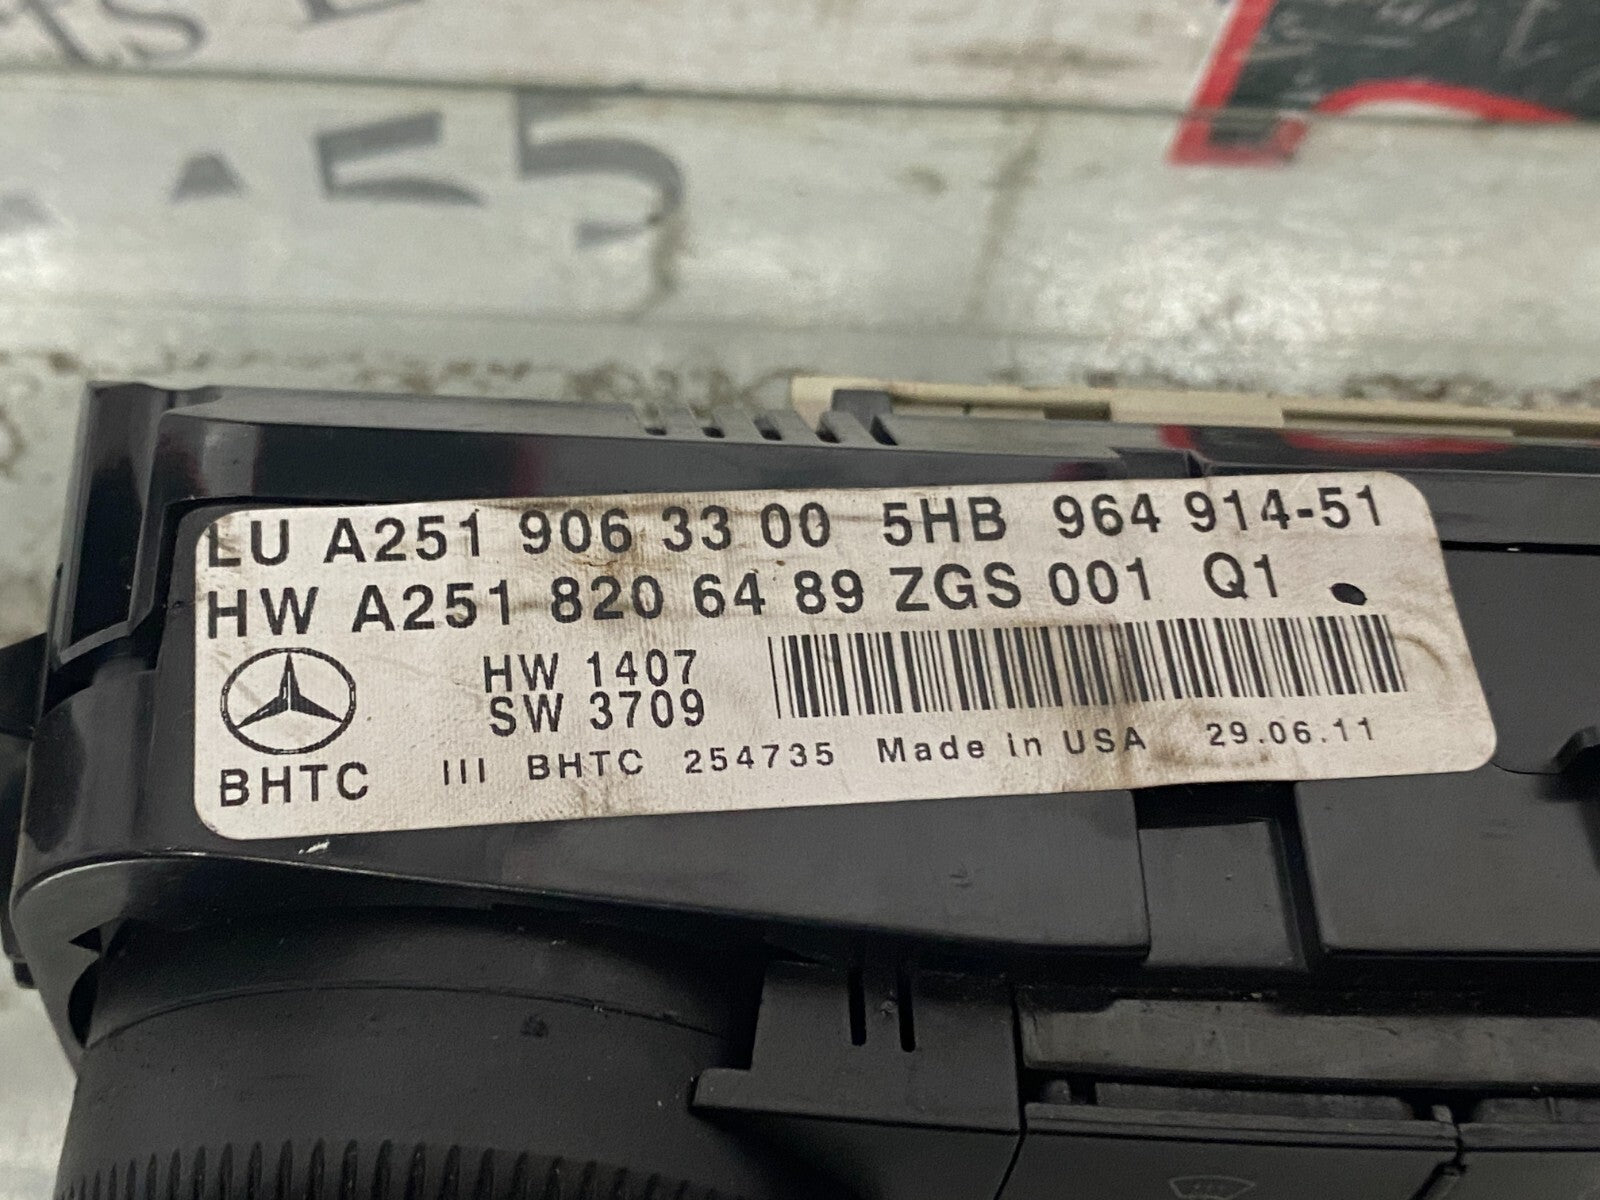 55
LU A251 906 33 00 5HB 964 914-51
HW A251 820 64 89 ZGS 001 Q1
HW 1407
SW 3709
BHTC III BHTC 254735 Made in USA 29.06.11